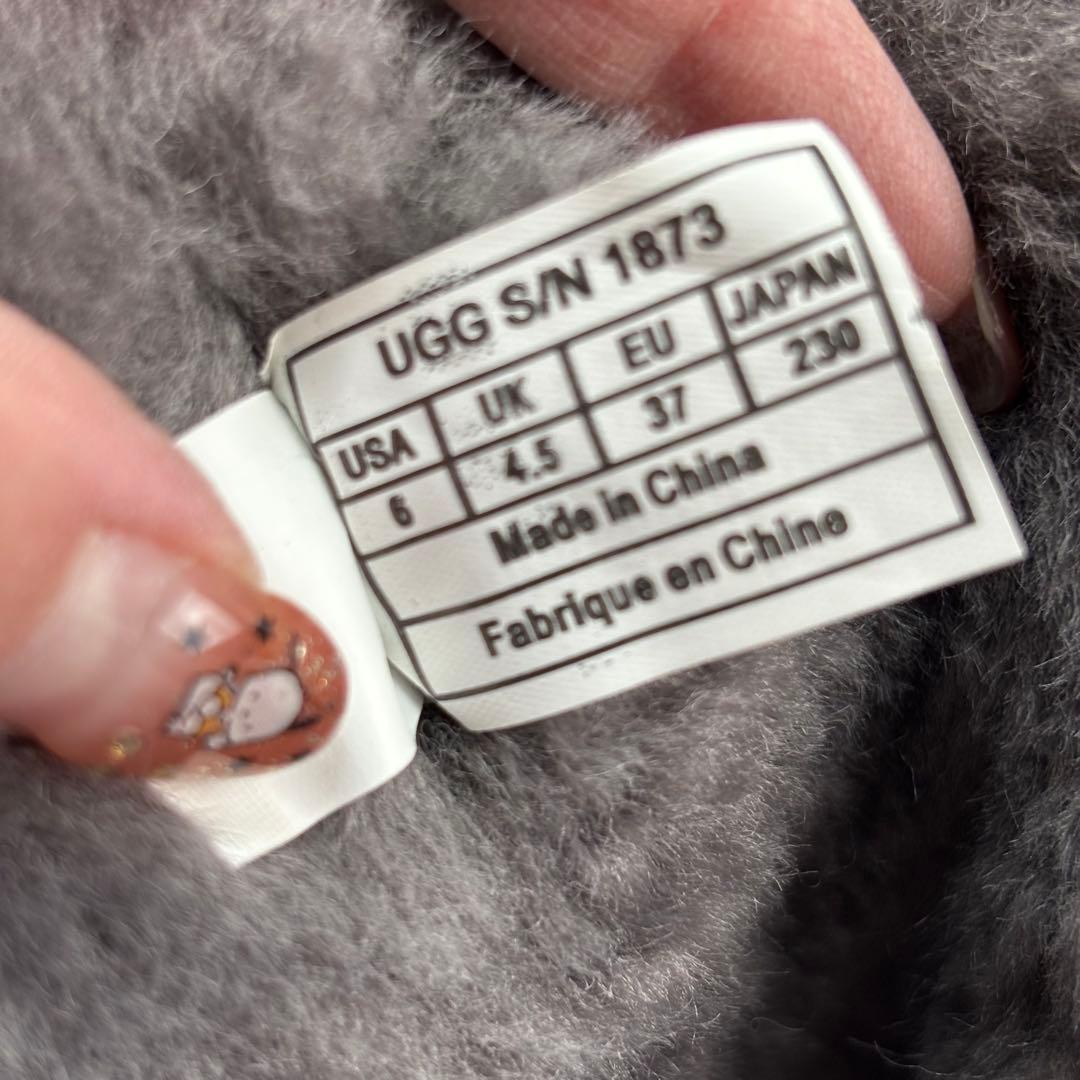 UGG S/N 1873
USA UK EU JAPAN
6 4.5 37 230
Made in China
Fabrique en Chine